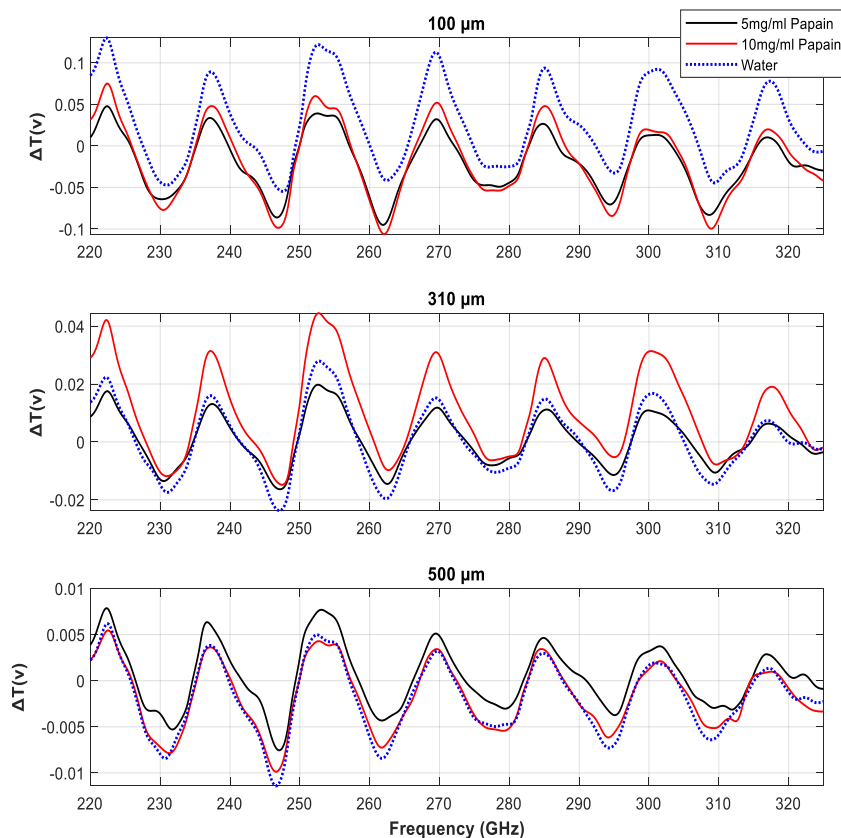 100 µm
5mg/ml Papain
10mg/ml Papain
Water
0.1
0.05
0
-0.05
-0.1
ΔT(v)
220 230 240 250 260 270 280 290 300 310 320
310 µm
0.04
0.02
0
-0.02
ΔT(v)
220 230 240 250 260 270 280 290 300 310 320
500 µm
0.01
0.005
0
-0.005
-0.01
ΔT(v)
220 230 240 250 260 270 280 290 300 310 320
Frequency (GHz)